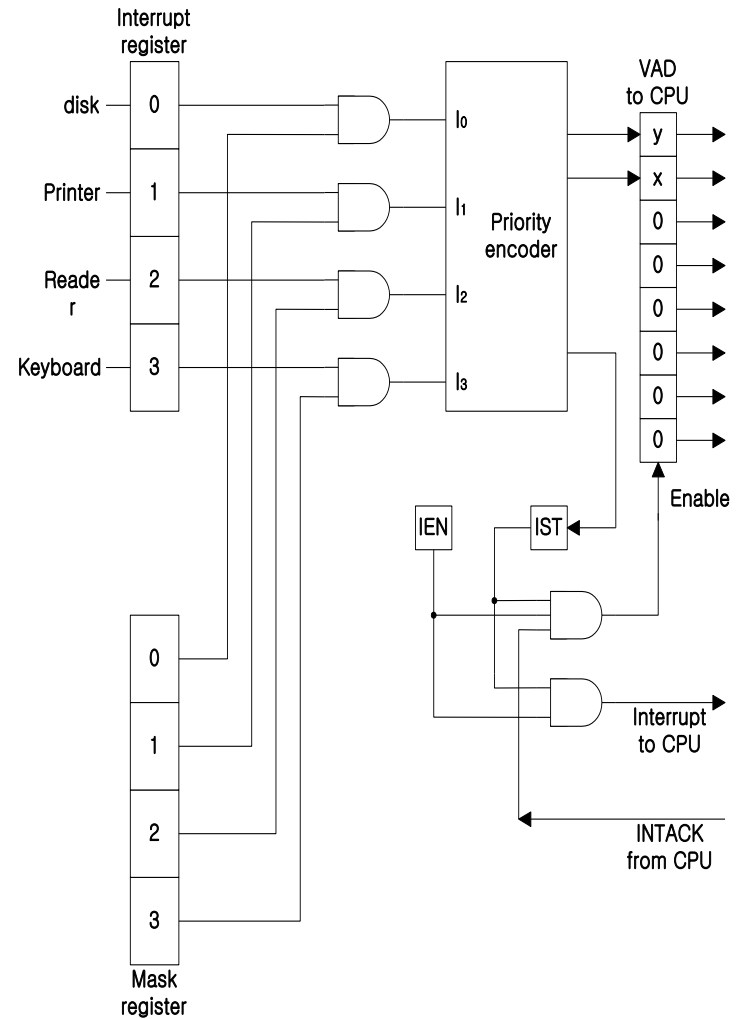 Interrupt
register
VAD
to CPU
disk
0
I0
y
x
Printer
1
I1
Priority
encoder
0
0
Reade
r
2
I2
0
0
Keyboard
3
I3
0
0
Enable
IEN
IST
0
Interrupt
to CPU
1
2
INTACK
from CPU
3
Mask
register